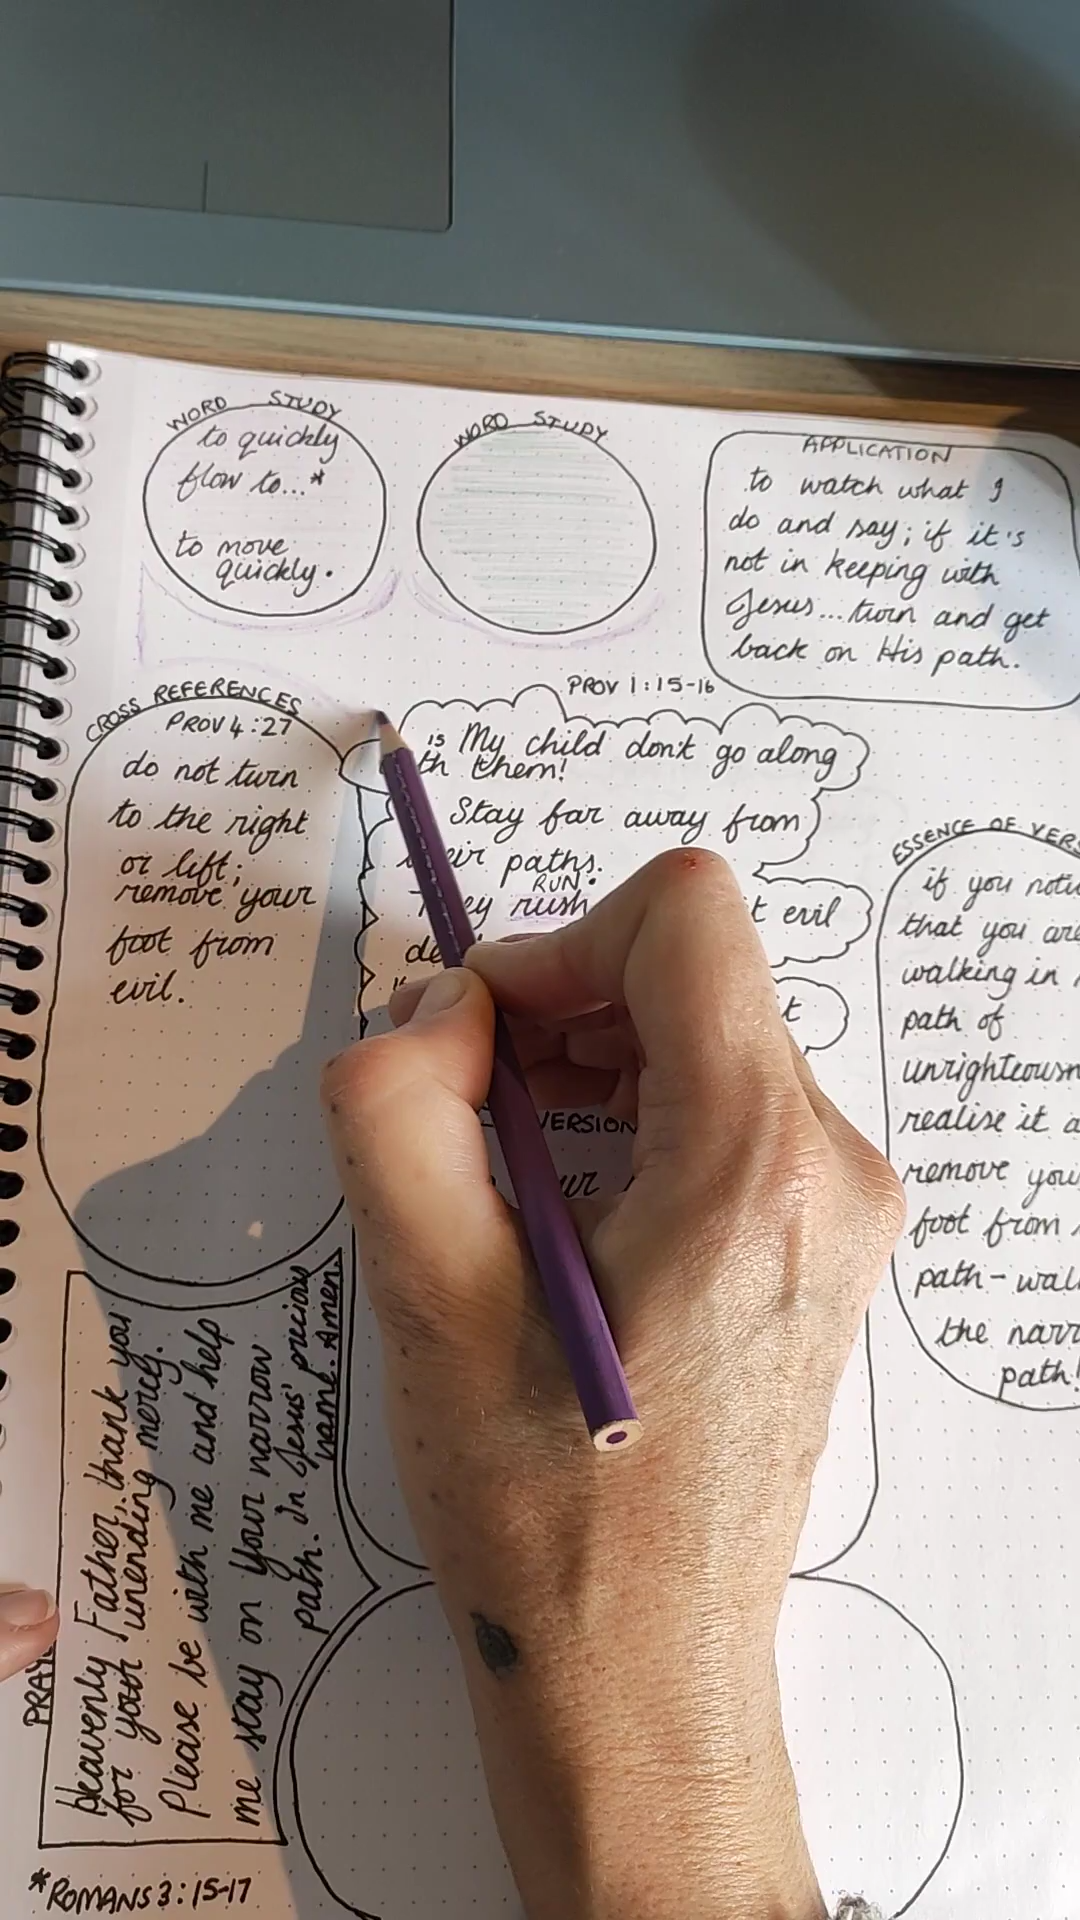 WORD STUDY
to quickly
flow to...*
to move
quickly.
WORD STUDY
APPLICATION
to watch what I
do and say; if it's
not in keeping with
Jesus...turn and get
back on His path.
CROSS REFERENCES
PROV 4:27
do not turn
to the right
or left;
remove your
foot from
evil.
PROV 1:15-16
15 My child don't go along
th them!
Stay far away from
eir paths.
RUN.
ey rush
t evil
VERSION
ESSENCE OF VERS
if you
that you are
walking in
path of
realise it
remove
foot from
path-
the
path!
heavenly Father, thank you
for your unending mercy.
Please be with me and help
me stay on your narrow
path. In Jesus' precious
name. Amen.
*ROMANS 3:15-17